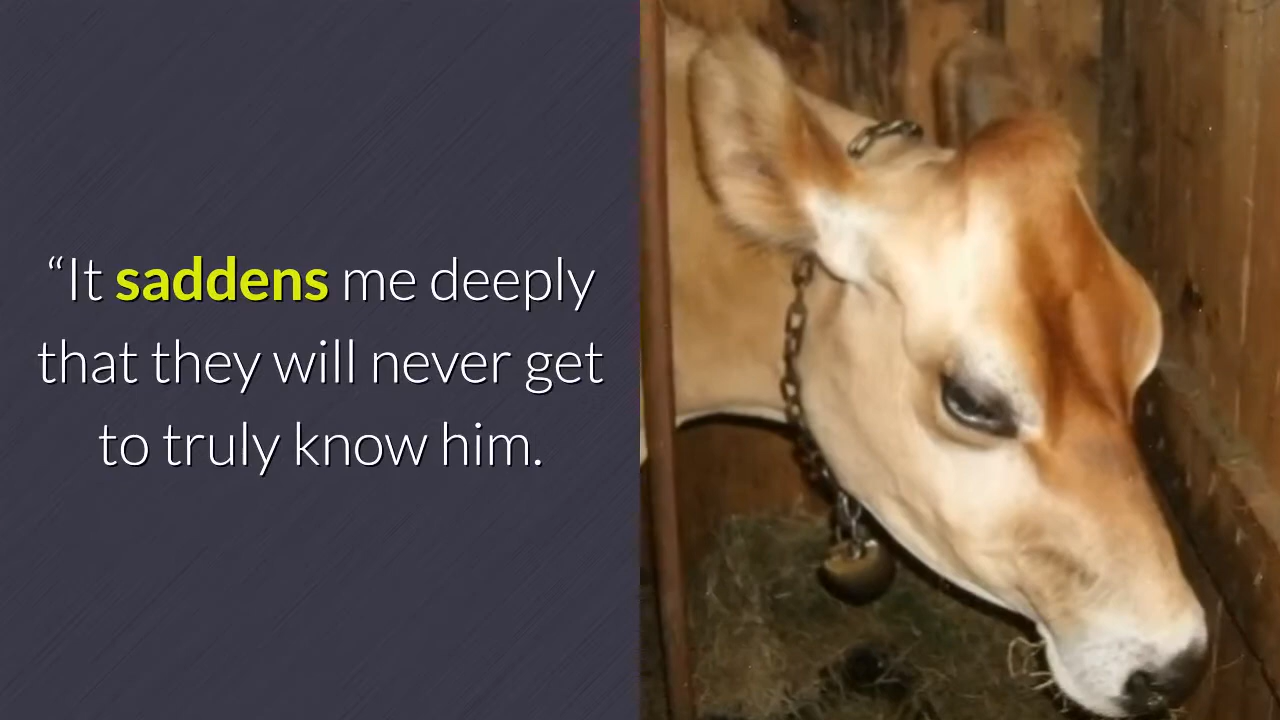 “It saddens me deeply
that they will never get
to truly know him.